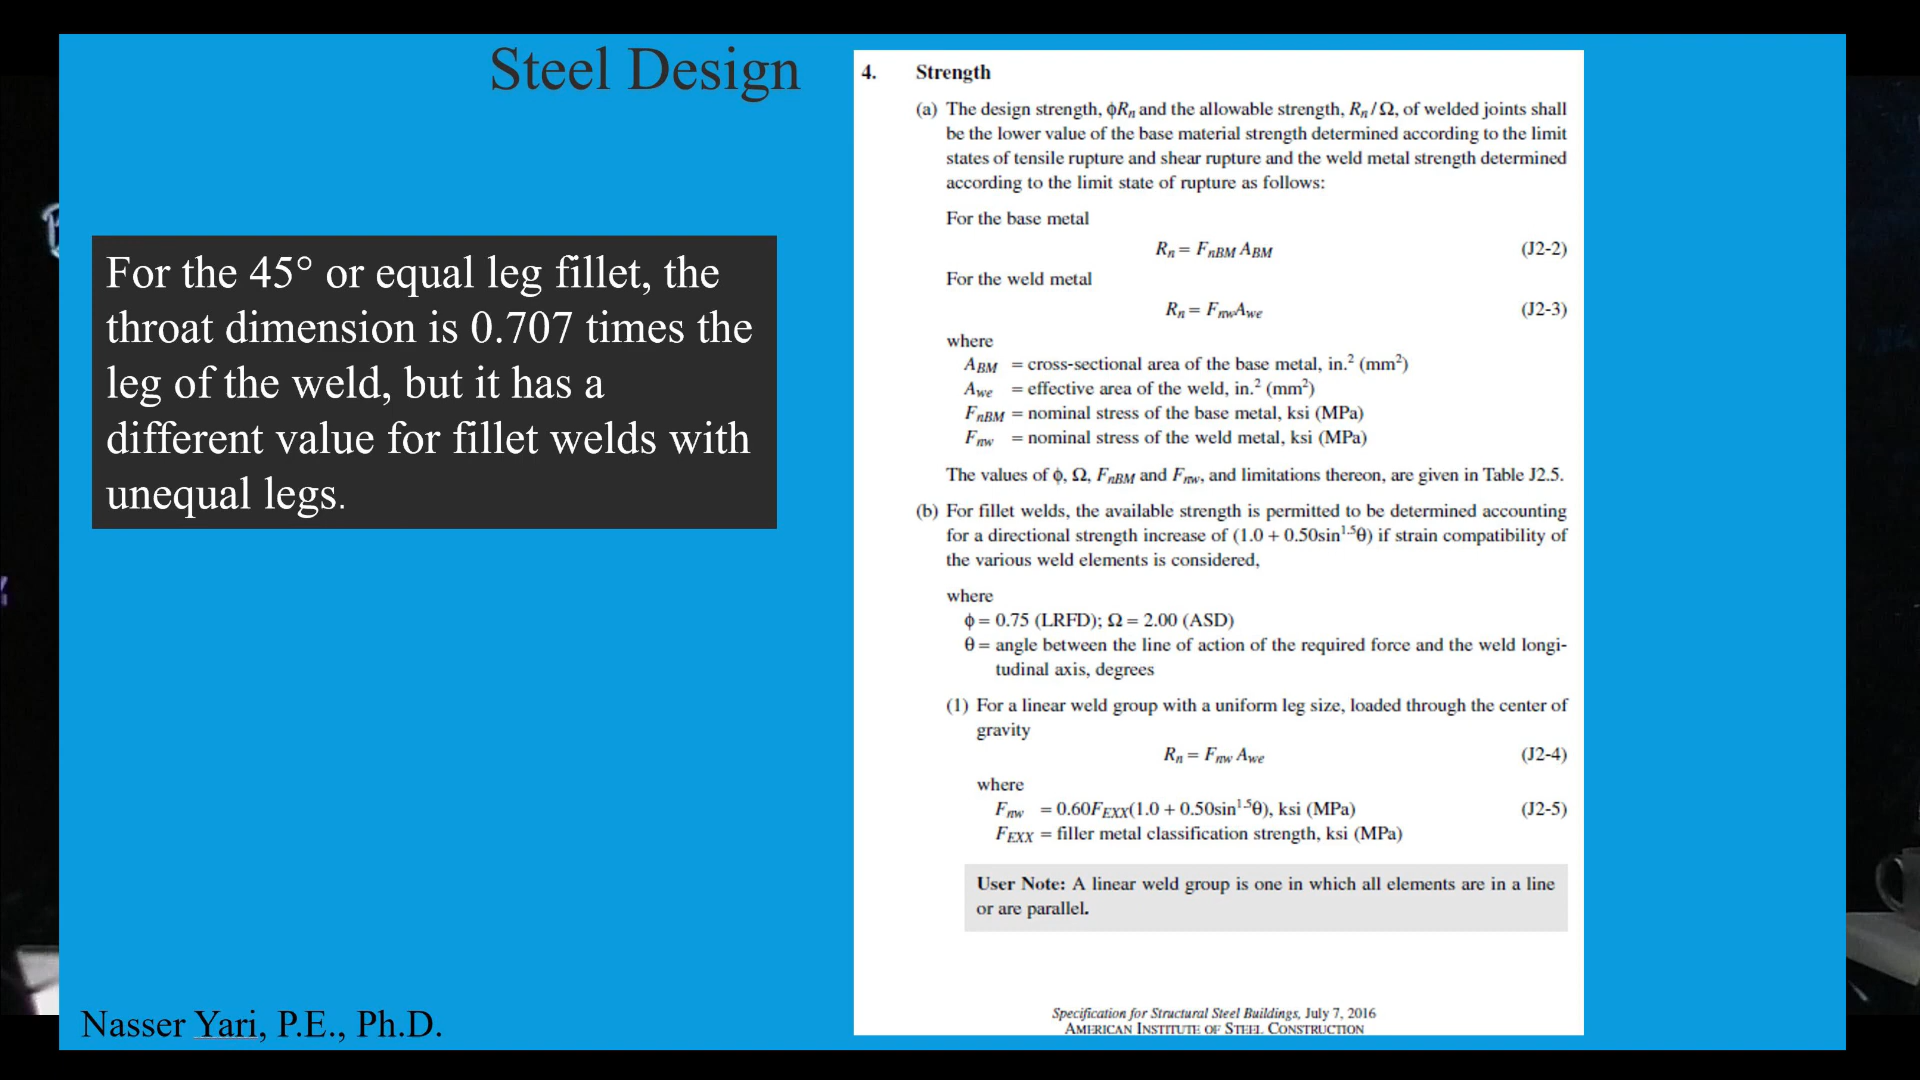 Steel Design
For the 45° or equal leg fillet, the
throat dimension is 0.707 times the
leg of the weld, but it has a
different value for fillet welds with
unequal legs.
Nasser Yari, P.E., Ph.D.
4. Strength
(a) The design strength, ϕRn and the allowable strength, Rn/Ω, of welded joints shall
be the lower value of the base material strength determined according to the limit
states of tensile rupture and shear rupture and the weld metal strength determined
according to the limit state of rupture as follows:
For the base metal
Rn = FnBM ABM (J2-2)
For the weld metal
Rn = FnwAwe (J2-3)
where
ABM = cross-sectional area of the base metal, in.² (mm²)
Awe = effective area of the weld, in.² (mm²)
FnBM = nominal stress of the base metal, ksi (MPa)
Fnw = nominal stress of the weld metal, ksi (MPa)
The values of ϕ, Ω, FnBM and Fnw, and limitations thereon, are given in Table J2.5.
(b) For fillet welds, the available strength is permitted to be determined accounting
for a directional strength increase of (1.0 + 0.50sin^1.5θ) if strain compatibility of
the various weld elements is considered,
where
ϕ = 0.75 (LRFD); Ω = 2.00 (ASD)
θ = angle between the line of action of the required force and the weld longi-
tudinal axis, degrees
(1) For a linear weld group with a uniform leg size, loaded through the center of
gravity
Rn = Fnw Awe (J2-4)
where
Fnw = 0.60FEXX(1.0 + 0.50sin^1.5θ), ksi (MPa) (J2-5)
FEXX = filler metal classification strength, ksi (MPa)
User Note: A linear weld group is one in which all elements are in a line
or are parallel.
Specification for Structural Steel Buildings, July 7, 2016
AMERICAN INSTITUTE OF STEEL CONSTRUCTION